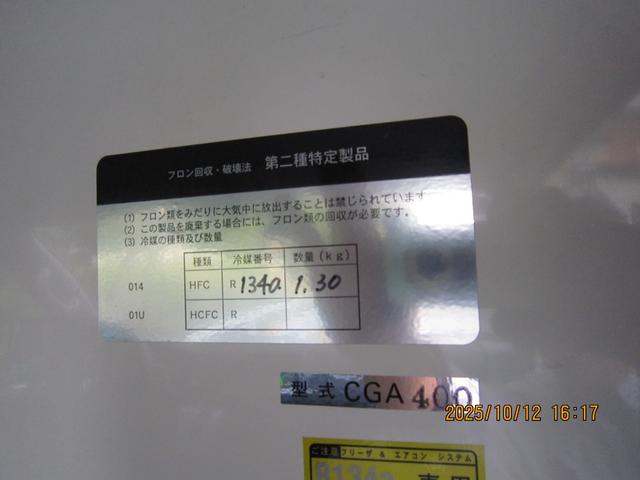 フロン回収・破壊法 第二種特定製品
(1) フロン類をみだりに大気中に放出することは禁じられています
(2) この製品を廃棄する場合には、フロン類の回収が必要です。
(3) 冷媒の種類及び数量
種類 冷媒番号 数量(kg)
014 HFC R 134a 1.30
01U HCFC R
型式 CGA 400
2025/10/12 16:17
ご注意 フリーザ & エアコン システム
R134a 専用